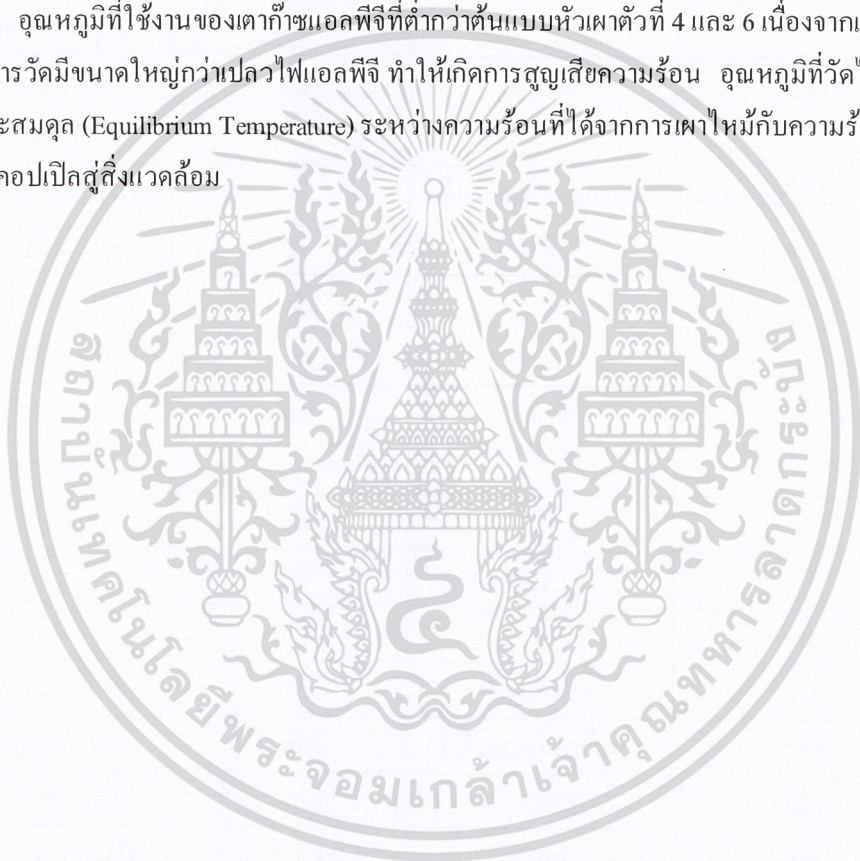 อุณหภูมิที่ใช้งานของเตาก๊าซแอลพีจีที่ต่ำกว่าต้นแบบหัวเผาตัวที่ 4 และ 6 เนื่องจาก
การวัดมีขนาดใหญ่กว่าเปลวไฟแอลพีจี ทำให้เกิดการสูญเสียความร้อน อุณหภูมิที่วัด
ะสมดุล (Equilibrium Temperature) ระหว่างความร้อนที่ได้จากการเผาไหม้กับความร้
คอปเปิลสู่สิ่งแวดล้อม
สถาบันเทคโนโลยีพระจอมเกล้าเจ้าคุณทหารลาดกระบัง